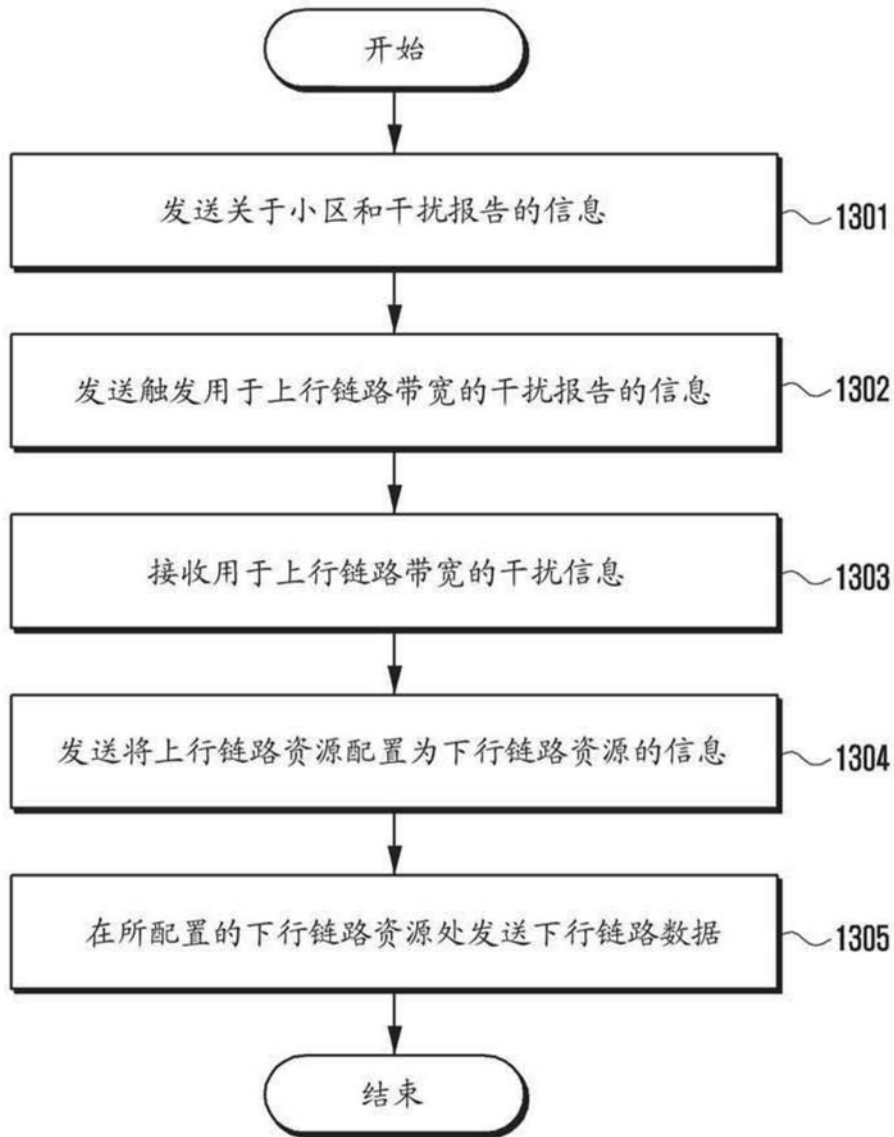 开始
发送关于小区和干扰报告的信息
1301
发送触发用于上行链路带宽的干扰报告的信息
1302
接收用于上行链路带宽的干扰信息
1303
发送将上行链路资源配置为下行链路资源的信息
1304
在所配置的下行链路资源处发送下行链路数据
1305
结束